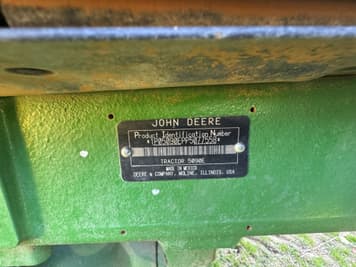 JOHN DEERE
Product Identification Number
TRACTOR 5090E
MADE IN MEXICO
DEERE & COMPANY, MOLINE, ILLINOIS, USA